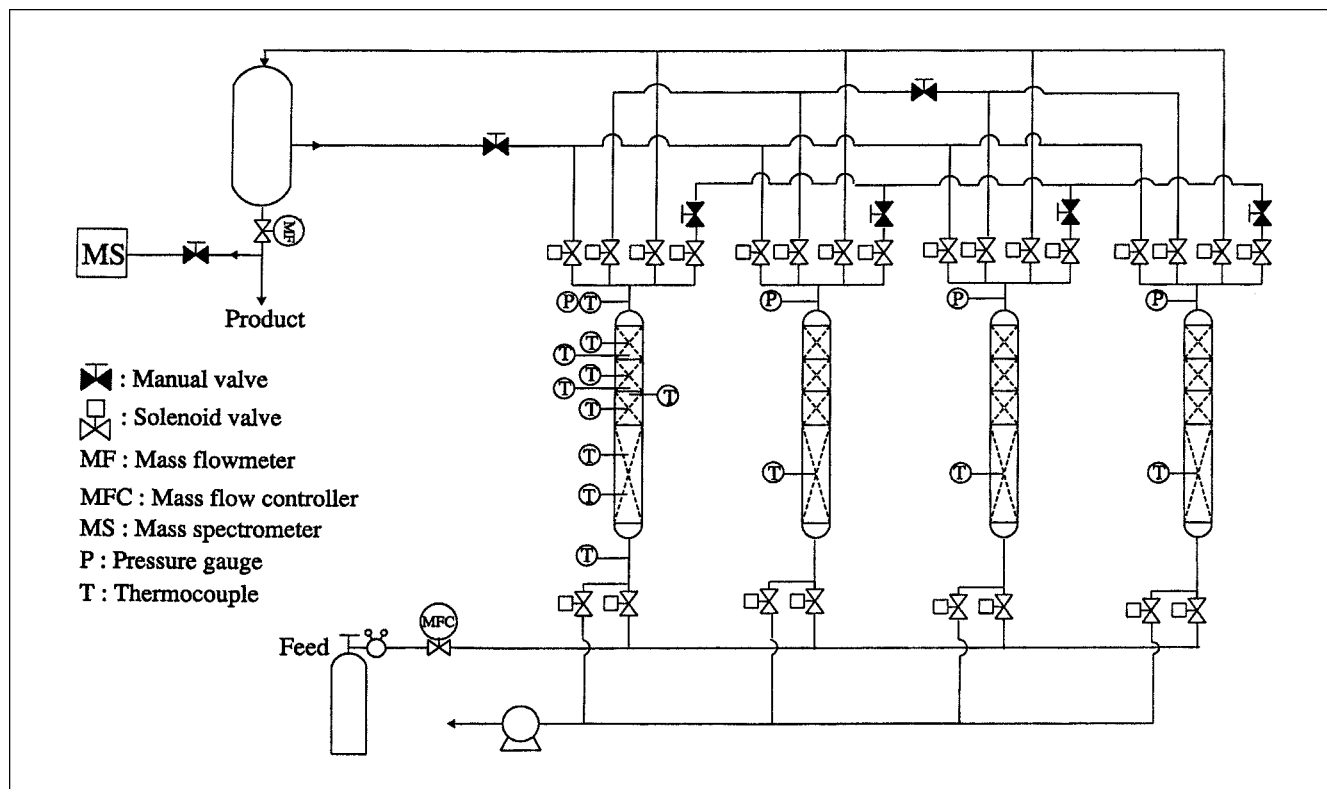 MF
MS
Product
P T P P P
T
T
T
T
T T
T
T
T T T T
T
T
: Manual valve
: Solenoid valve
MF : Mass flowmeter
MFC : Mass flow controller
MS : Mass spectrometer
P : Pressure gauge
T : Thermocouple
MFC
Feed